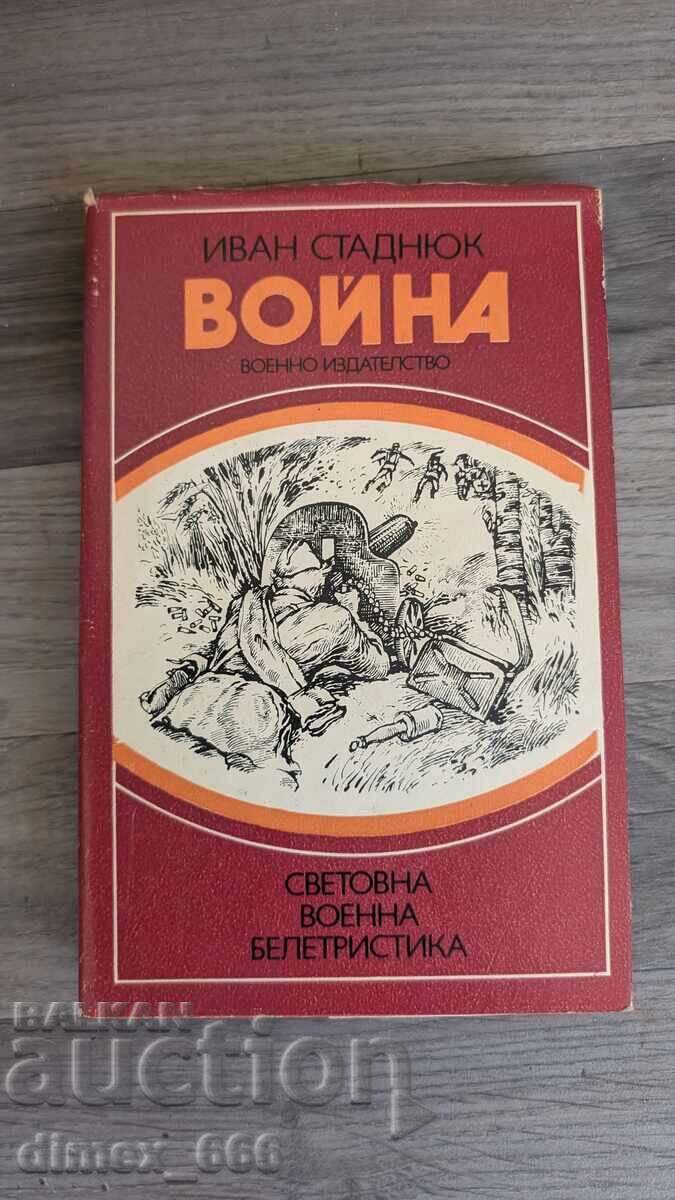 ИВАН СТАДНЮК
ВОЙНА
ВОЕННО ИЗДАТЕЛСТВО
СВЕТОВНА
ВОЕННА
БЕЛЕТРИСТИКА
BALKAN
auction
dimex_666